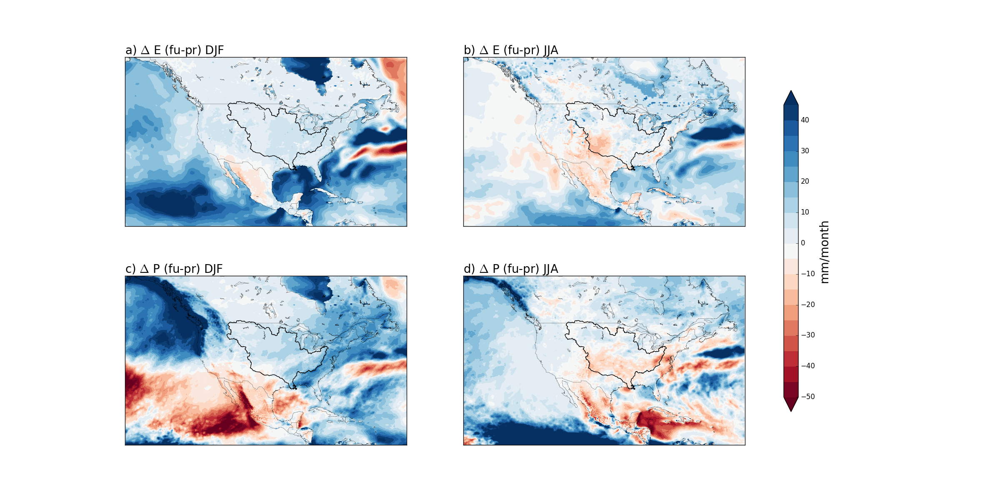 a) Δ E (fu-pr) DJF
b) Δ E (fu-pr) JJA
c) Δ P (fu-pr) DJF
d) Δ P (fu-pr) JJA
40
30
20
10
0
−10
−20
−30
−40
−50
mm/month